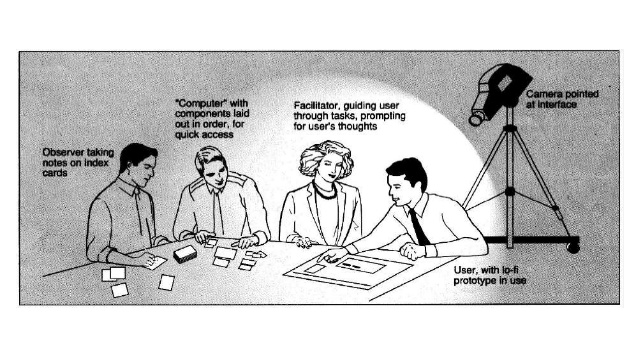 "Computer" with
components laid
out in order, for
quick access
Facilitator, guiding user
through tasks, prompting
for user's thoughts
Camera pointed
at interface
Observer taking
notes on index
cards
User, with lo-fi
prototype in use